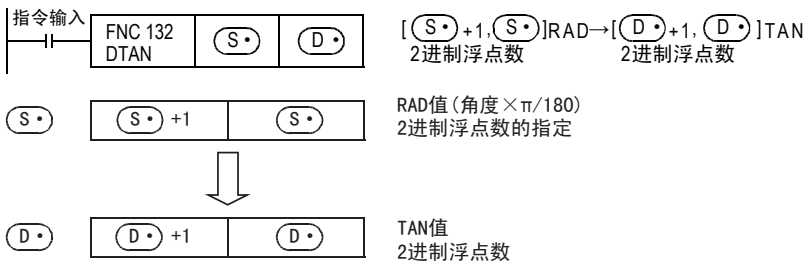 指令输入
FNC 132
DTAN
S• D•
[S•+1,S•]RAD→[D•+1, D•]TAN
2进制浮点数 2进制浮点数
S• S• +1 S•
RAD值(角度×π/180)
2进制浮点数的指定
D• D• +1 D•
TAN值
2进制浮点数